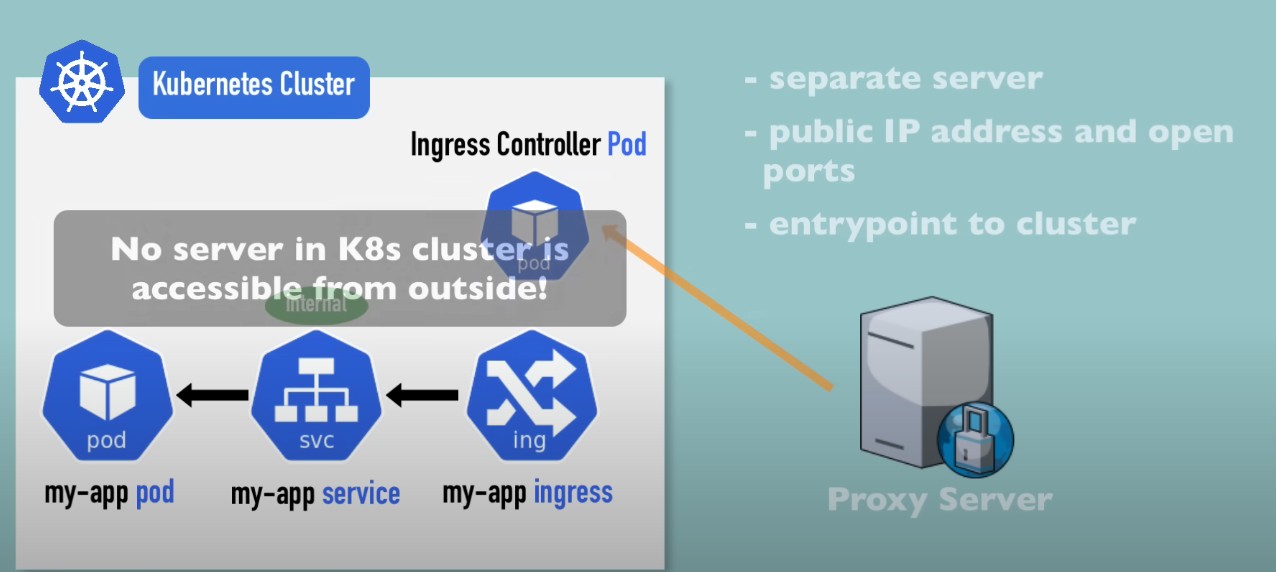 Kubernetes Cluster
- separate server
- public IP address and open
ports
- entrypoint to cluster
Ingress Controller Pod
pod
No server in K8s cluster is
accessible from outside!
internal
pod
svc
ing
my-app pod
my-app service
my-app ingress
Proxy Server